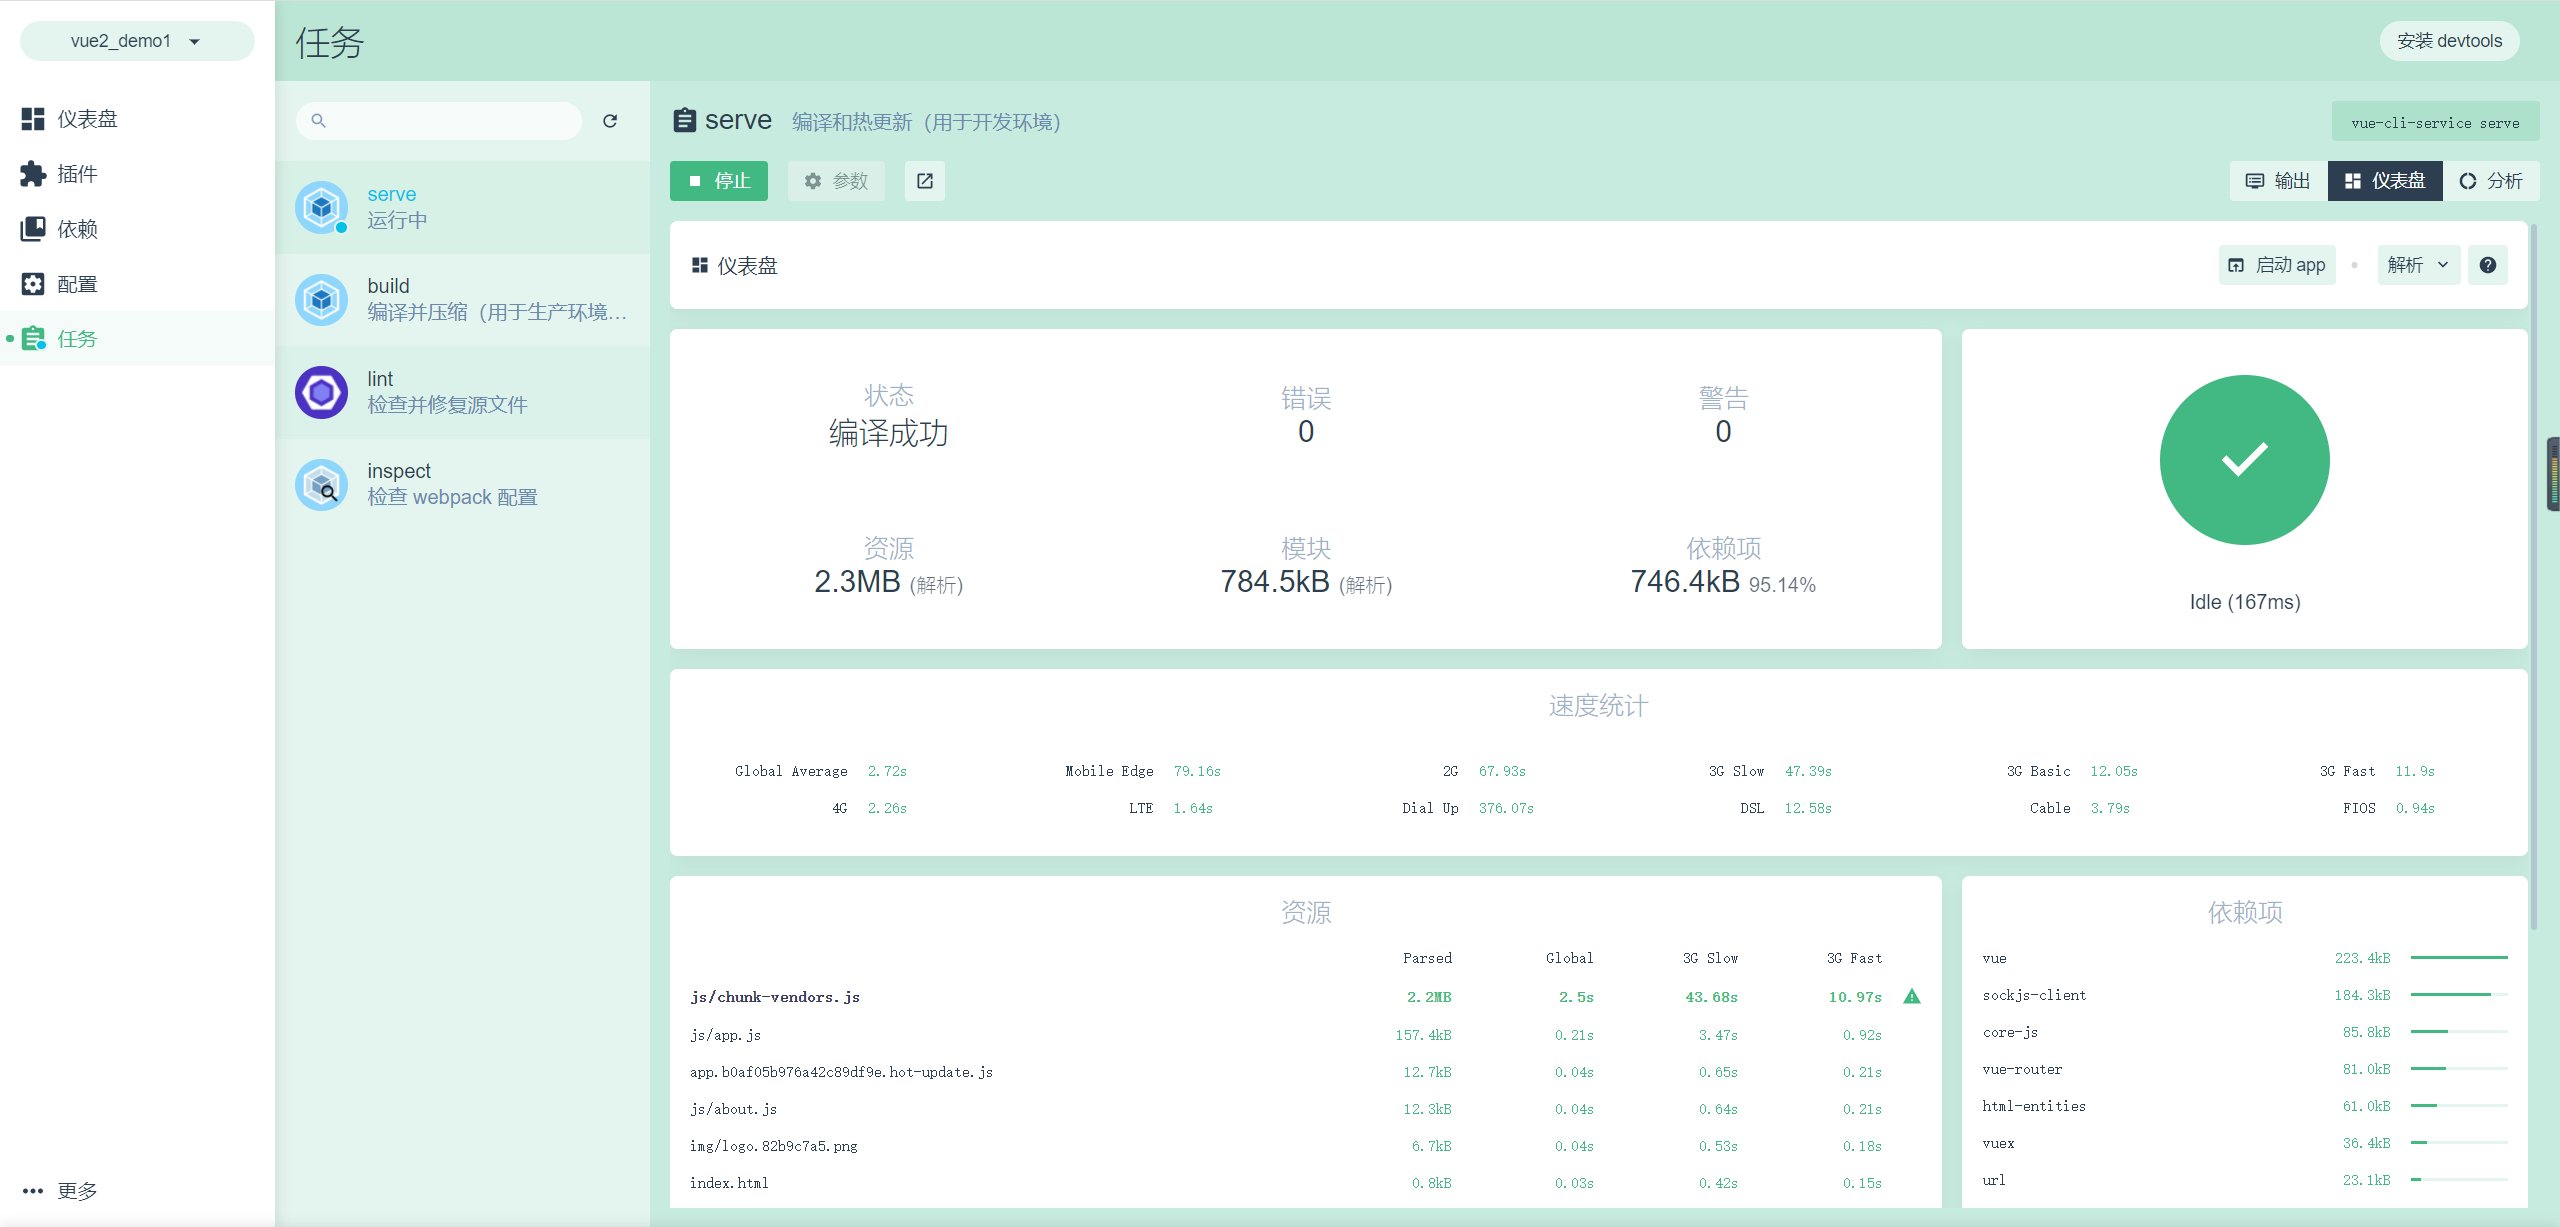 vue2_demo1
仪表盘
插件
依赖
配置
任务
更多
任务
安装 devtools
serve
运行中
build
编译并压缩（用于生产环境…
lint
检查并修复源文件
inspect
检查 webpack 配置
serve 编译和热更新（用于开发环境）
vue-cli-service serve
停止 参数
输出 仪表盘 分析
仪表盘
启动 app 解析
状态 错误 警告
编译成功 0 0
资源 模块 依赖项
2.3MB (解析) 784.5kB (解析) 746.4kB 95.14%
Idle (167ms)
速度统计
Global Average 2.72s Mobile Edge 79.16s 2G 67.93s 3G Slow 47.39s 3G Basic 12.05s 3G Fast 11.9s
4G 2.26s LTE 1.64s Dial Up 376.07s DSL 12.58s Cable 3.79s FIOS 0.94s
资源
Parsed Global 3G Slow 3G Fast
js/chunk-vendors.js 2.2MB 2.5s 43.68s 10.97s
js/app.js 157.4kB 0.21s 3.47s 0.92s
app.b0af05b976a42c89df9e.hot-update.js 12.7kB 0.04s 0.65s 0.21s
js/about.js 12.3kB 0.04s 0.64s 0.21s
img/logo.82b9c7a5.png 6.7kB 0.04s 0.53s 0.18s
index.html 0.8kB 0.03s 0.42s 0.15s
依赖项
vue 223.4kB
sockjs-client 184.3kB
core-js 85.8kB
vue-router 81.0kB
html-entities 61.0kB
vuex 36.4kB
url 23.1kB